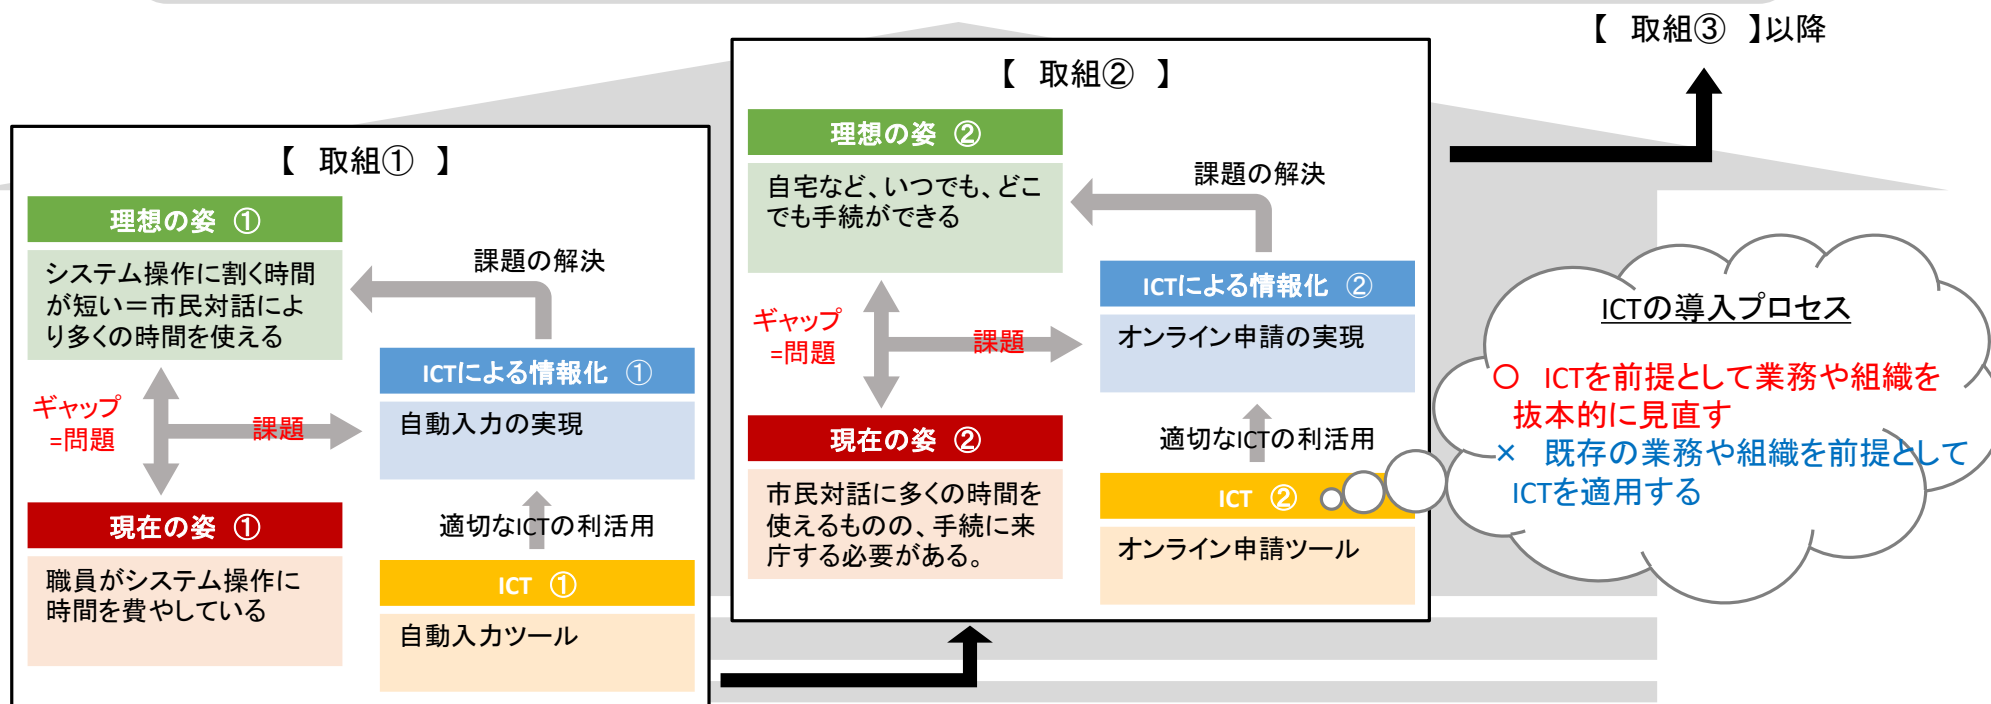 【 取組① 】
理想の姿 ①
システム操作に割く時間
が短い＝市民対話によ
り多くの時間を使える
課題の解決
ギャップ
=問題
課題
ICTによる情報化 ①
自動入力の実現
現在の姿 ①
職員がシステム操作に
時間を費やしている
適切なICTの利活用
ICT ①
自動入力ツール
【 取組② 】
理想の姿 ②
自宅など、いつでも、どこ
でも手続ができる
課題の解決
ギャップ
=問題
課題
ICTによる情報化 ②
オンライン申請の実現
現在の姿 ②
市民対話に多くの時間を
使えるものの、手続に来
庁する必要がある。
適切なICTの利活用
ICT ②
オンライン申請ツール
【 取組③ 】以降
ICTの導入プロセス
○ ICTを前提として業務や組織を
抜本的に見直す
× 既存の業務や組織を前提として
ICTを適用する